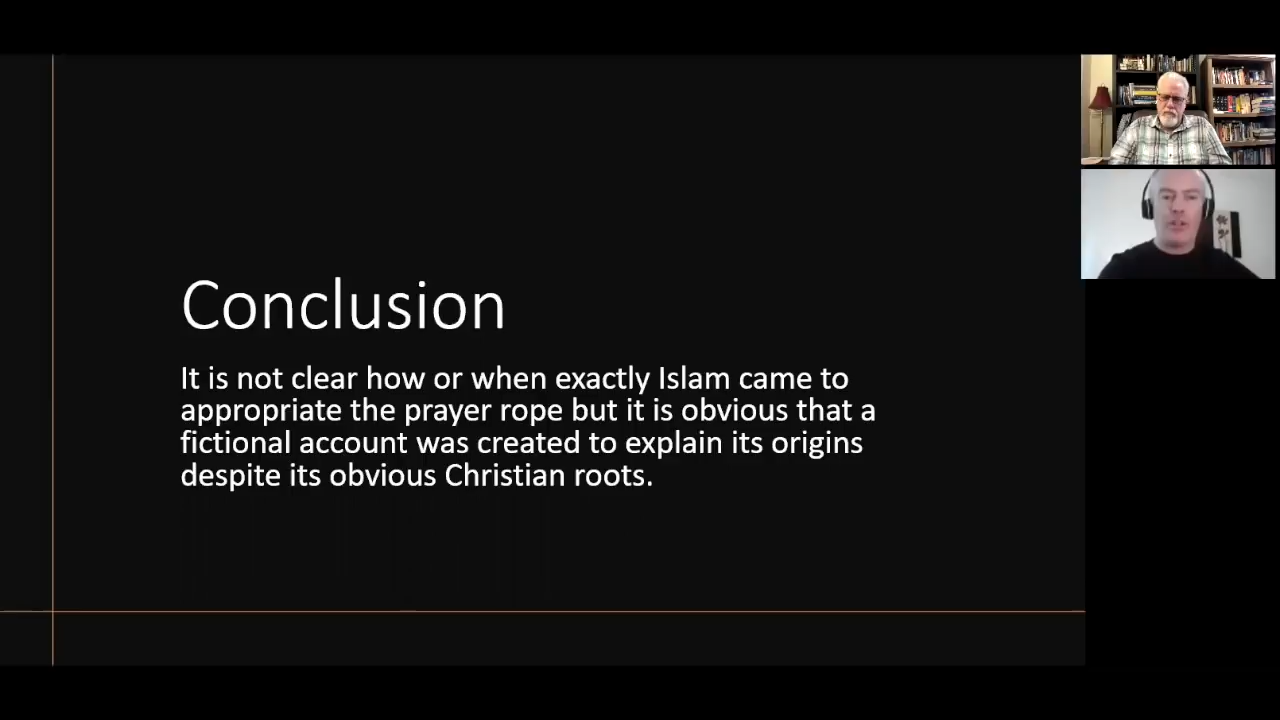 Conclusion
It is not clear how or when exactly Islam came to
appropriate the prayer rope but it is obvious that a
fictional account was created to explain its origins
despite its obvious Christian roots.